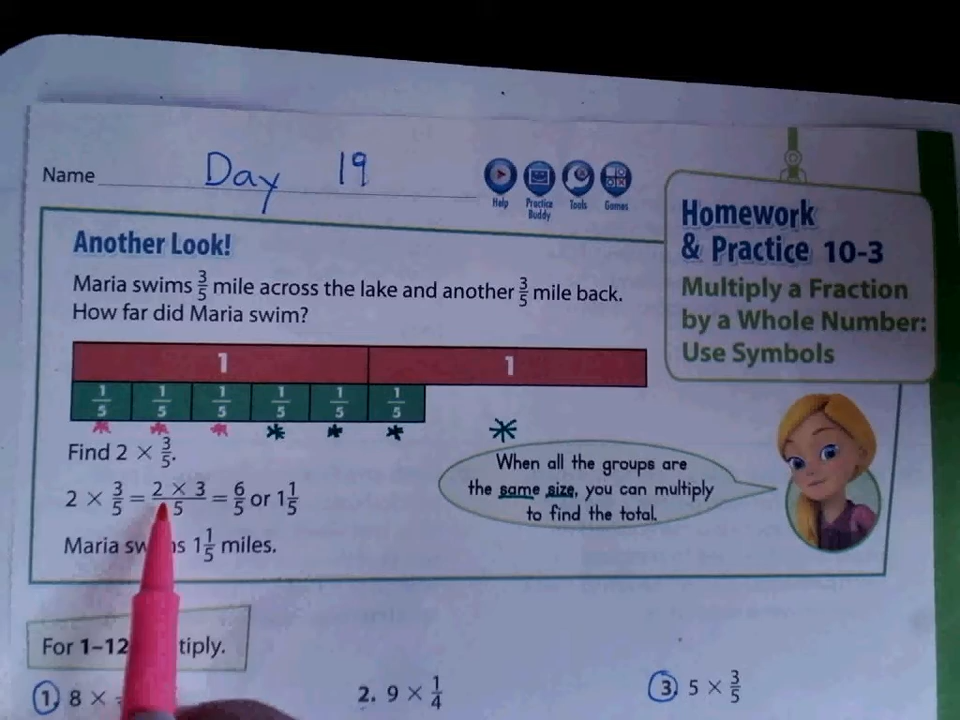 Name Day 19
Help Practice Buddy Tools Games
Homework & Practice 10-3
Multiply a Fraction
by a Whole Number:
Use Symbols
Another Look!
Maria swims 3/5 mile across the lake and another 3/5 mile back.
How far did Maria swim?
1 1
1/5 1/5 1/5 1/5 1/5 1/5
Find 2 × 3/5.
2 × 3/5 = 2 × 3/5 = 6/5 or 1 1/5
Maria sw s 1 1/5 miles.
When all the groups are
the same size, you can multiply
to find the total.
For 1–12 tiply.
1. 8 ×
2. 9 × 1/4
3. 5 × 3/5